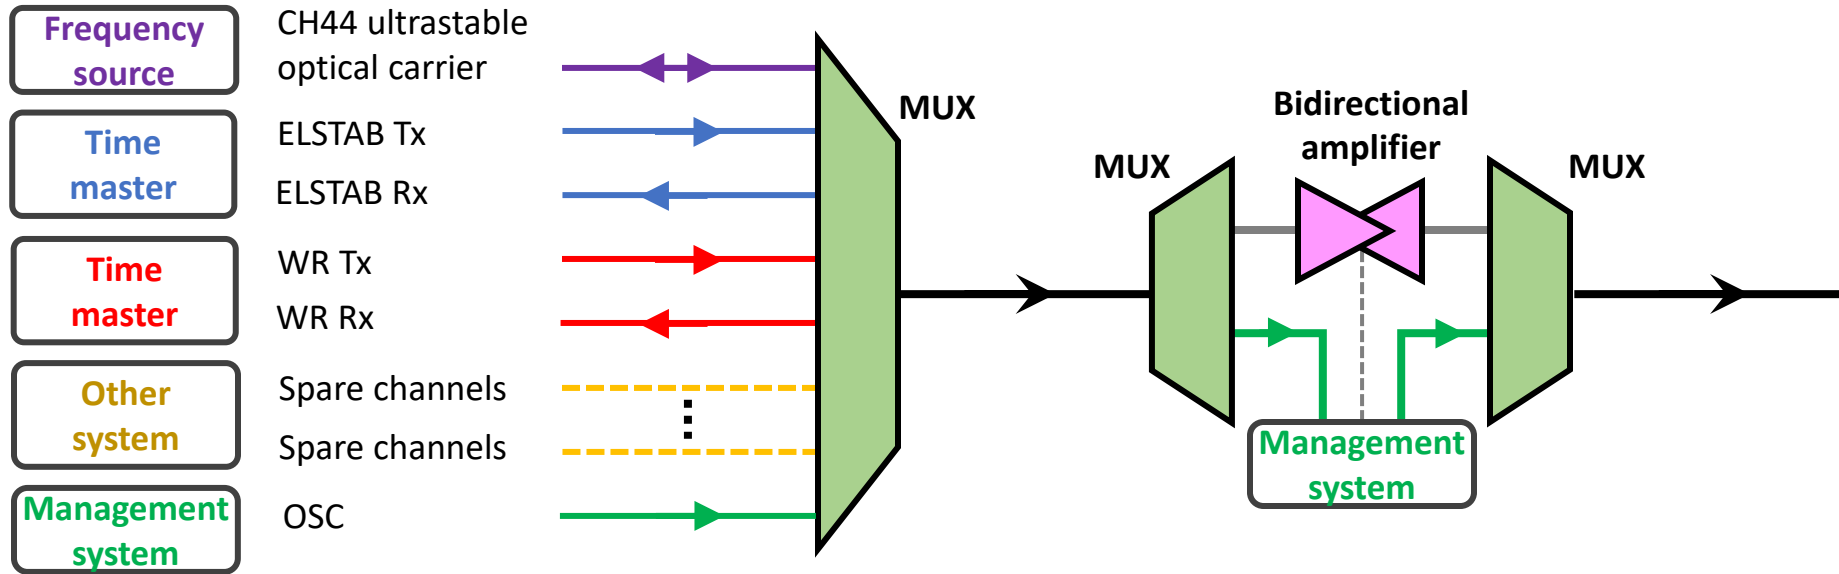 Frequency
source
CH44 ultrastable
optical carrier
Time
master
ELSTAB Tx
ELSTAB Rx
Time
master
WR Tx
WR Rx
Other
system
Spare channels
Spare channels
Management
system
OSC
MUX
MUX
Bidirectional
amplifier
MUX
Management
system